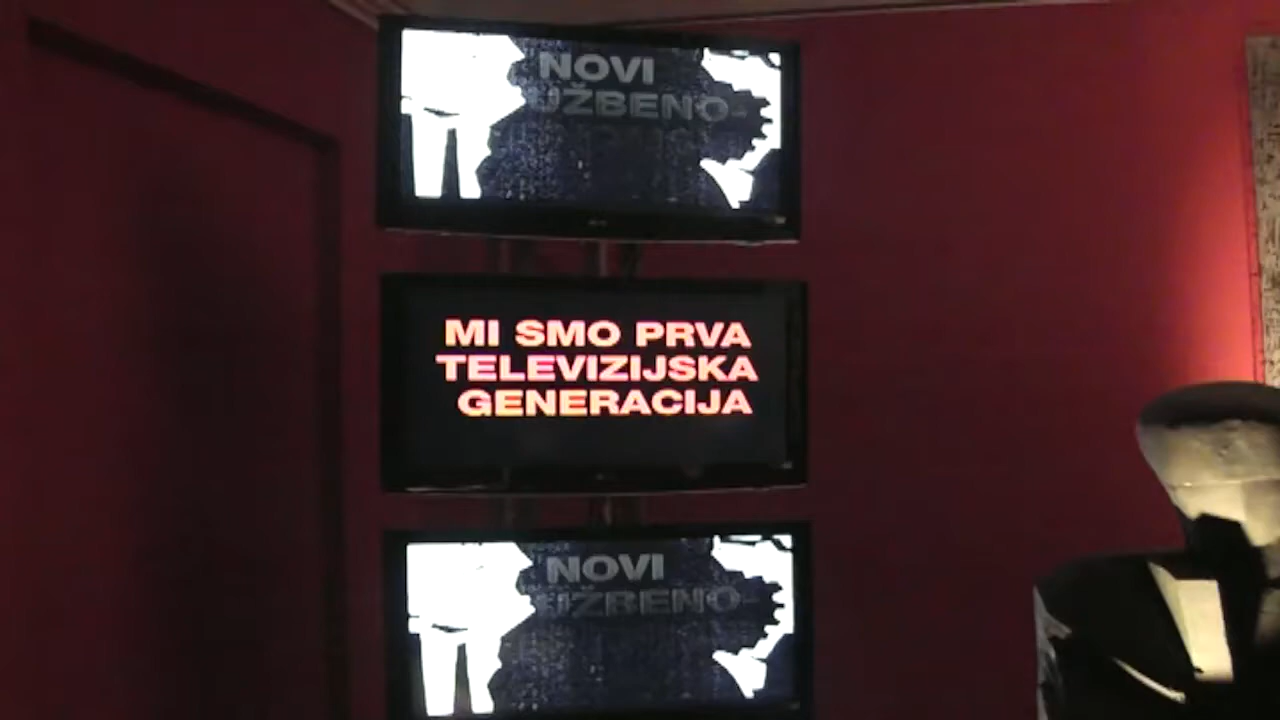 NOVI
UŽBENO-
MI SMO PRVA
TELEVIZIJSKA
GENERACIJA
NOVI
UŽBENO-